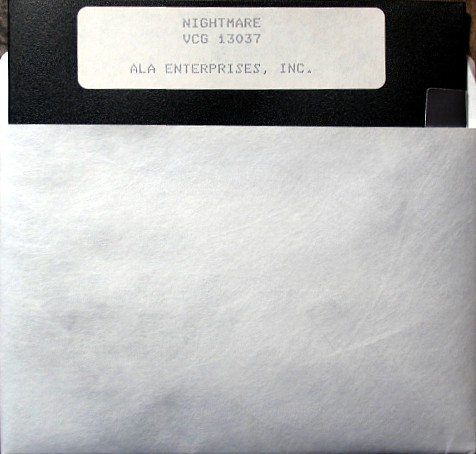 NIGHTMARE
VCG 13037
ALA ENTERPRISES, INC.